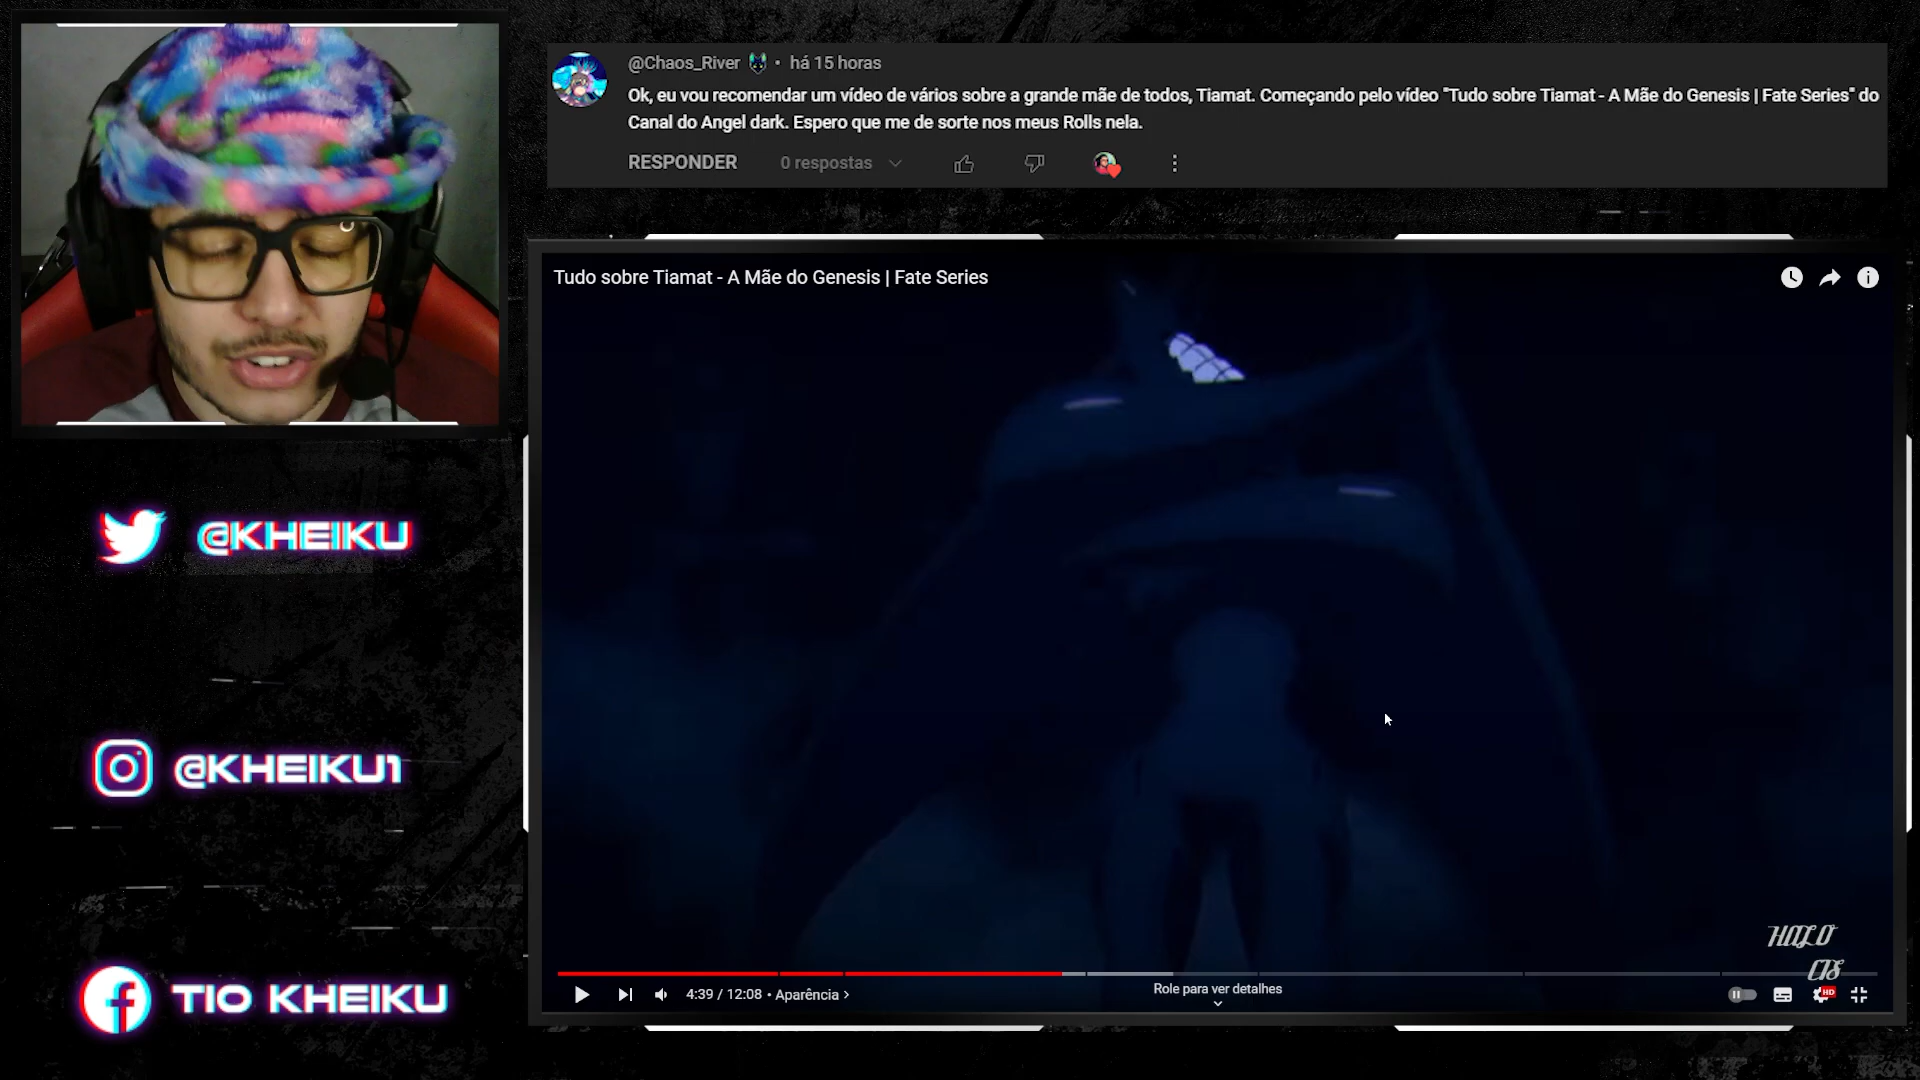 @Chaos_River • há 15 horas
Ok, eu vou recomendar um vídeo de vários sobre a grande mãe de todos, Tiamat. Começando pelo vídeo "Tudo sobre Tiamat - A Mãe do Genesis | Fate Series" do
Canal do Angel dark. Espero que me de sorte nos meus Rolls nela.
RESPONDER 0 respostas
Tudo sobre Tiamat - A Mãe do Genesis | Fate Series
@KHEIKU
@KHEIKU1
TIO KHEIKU
HALO
CTS
Role para ver detalhes
4:39 / 12:08 • Aparência >
HD